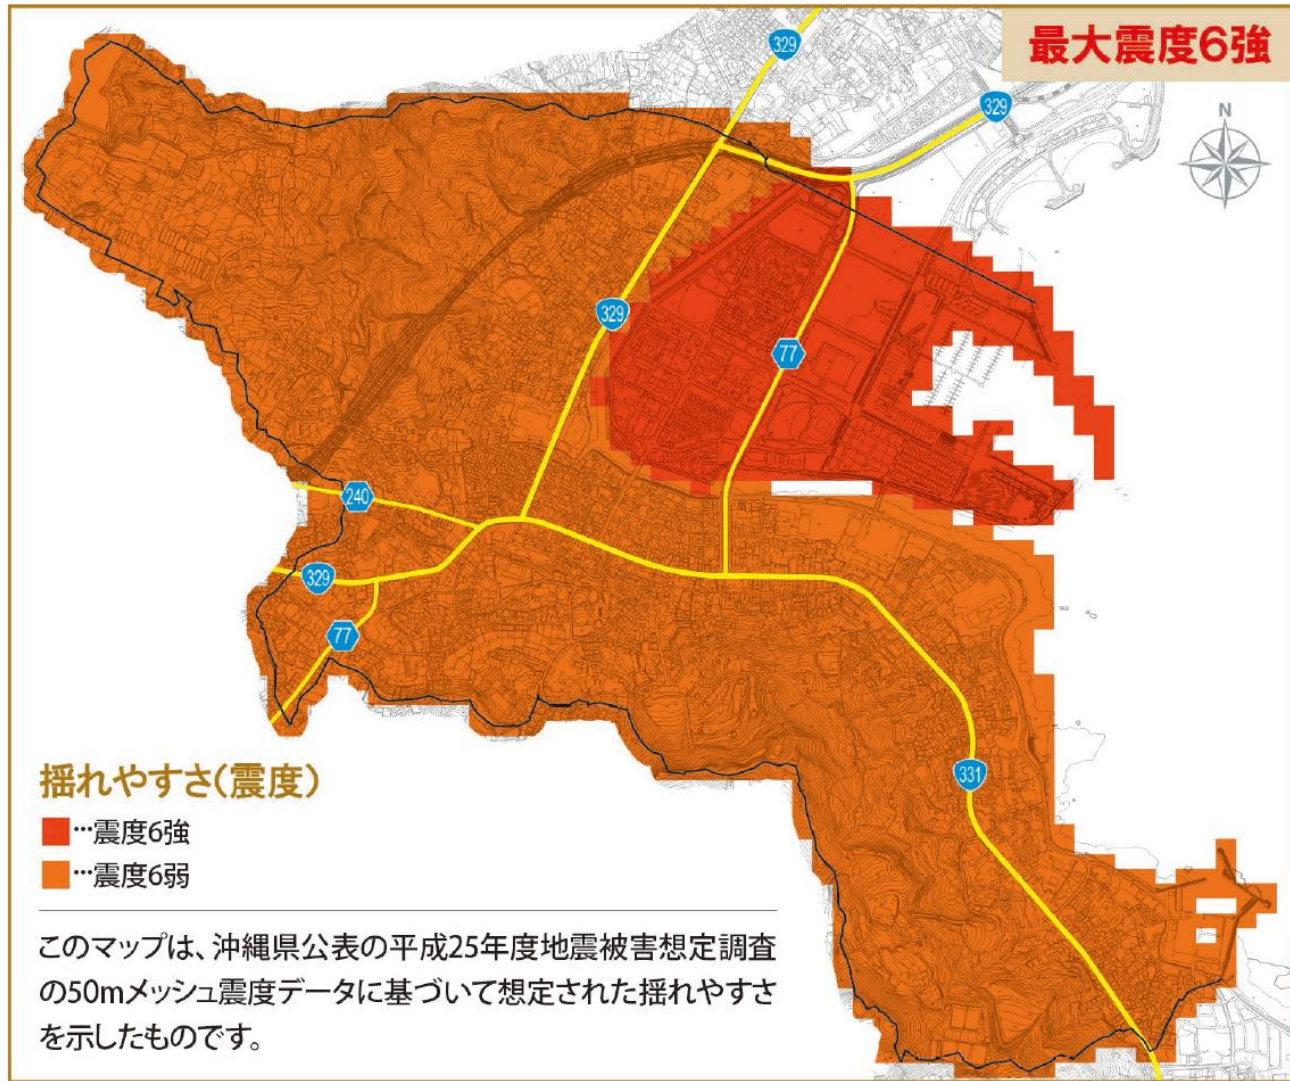 最大震度6強
329
329
N
329
77
240
329
77
331
揺れやすさ(震度)
…震度6強
…震度6弱
このマップは、沖縄県公表の平成25年度地震被害想定調査
の50mメッシュ震度データに基づいて想定された揺れやすさ
を示したものです。